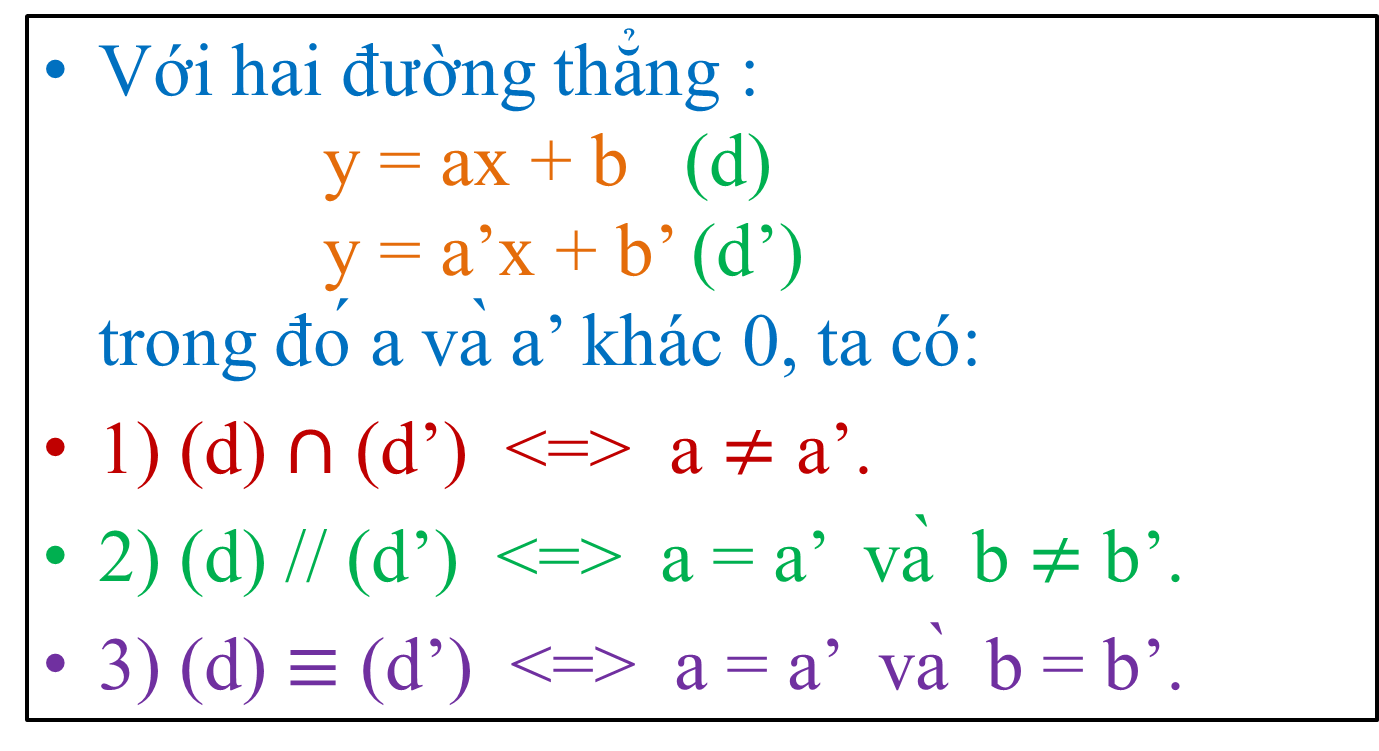 • Với hai đường thẳng :
y = ax + b (d)
y = a’x + b’ (d’)
trong đó a và a’ khác 0, ta có:
• 1) (d) ∩ (d’) <=> a ≠ a’.
• 2) (d) // (d’) <=> a = a’ và b ≠ b’.
• 3) (d) ≡ (d’) <=> a = a’ và b = b’.